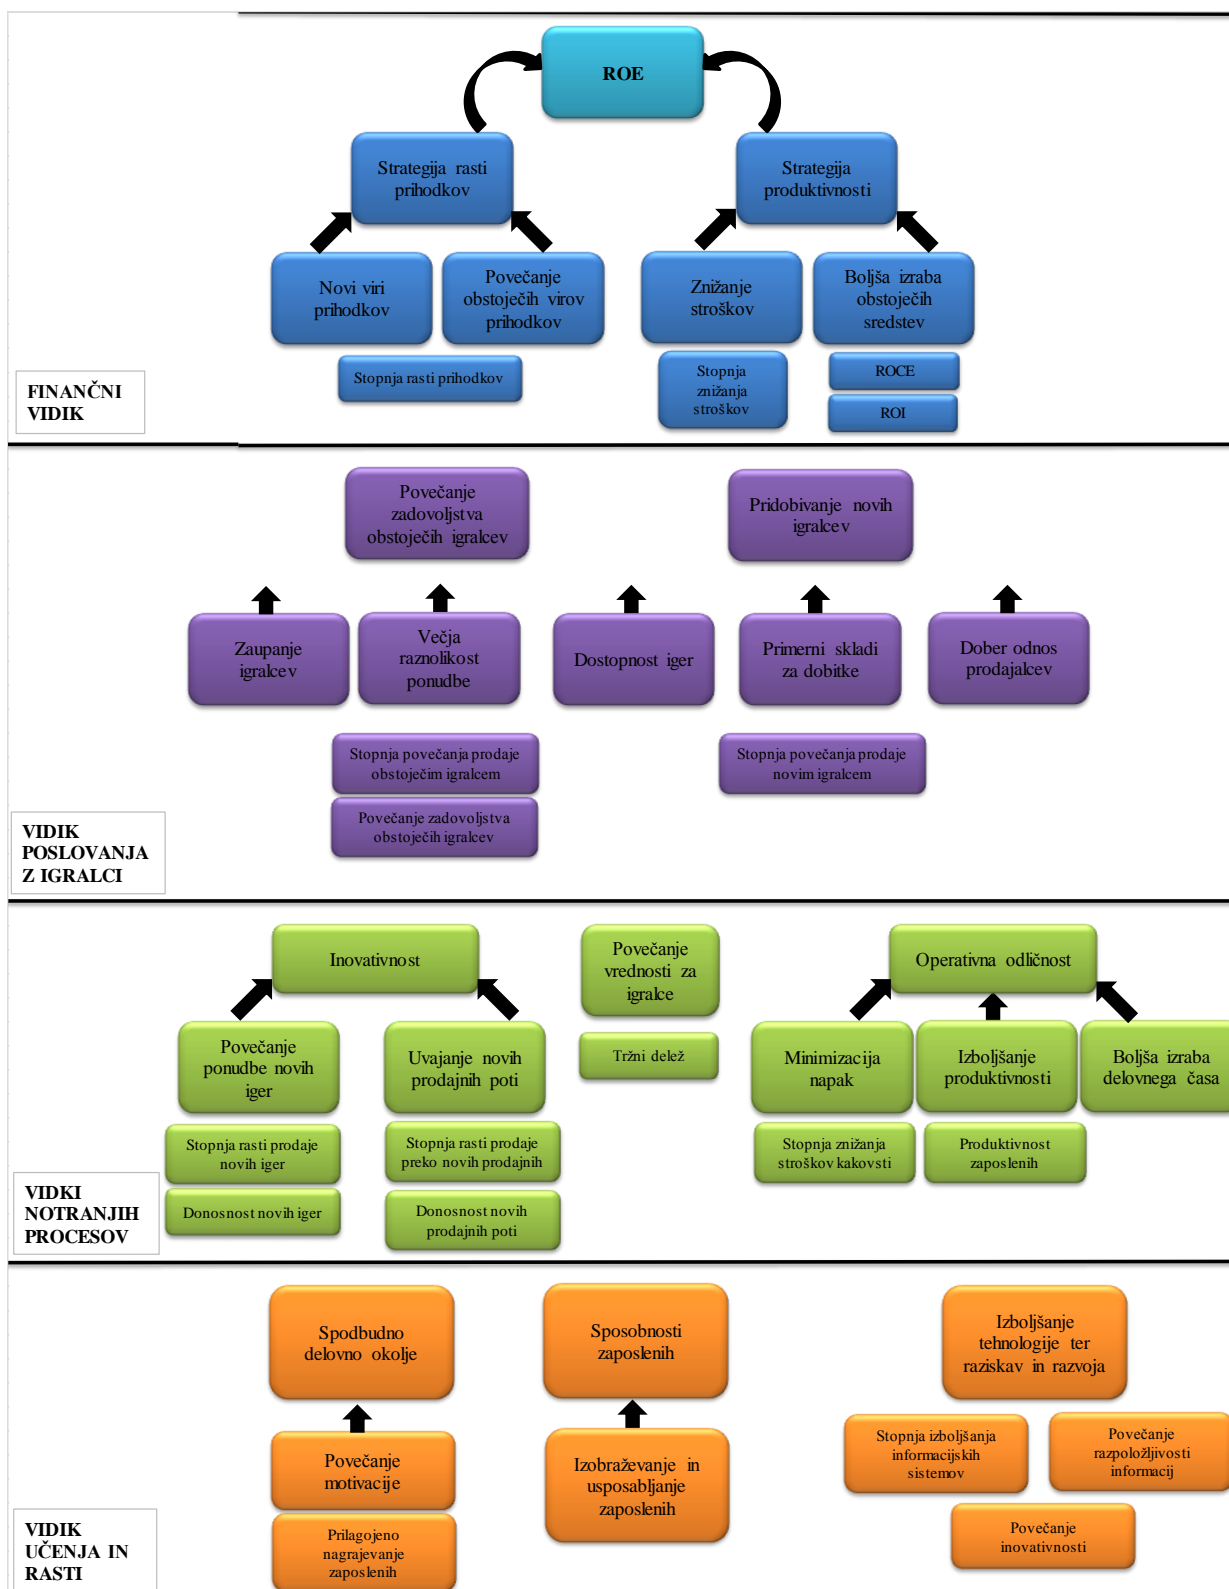 ROE
Strategija rasti
prihodkov
Strategija
produktivnosti
Novi viri
prihodkov
Povečanje
obstoječih virov
prihodkov
Znižanje
stroškov
Boljša izraba
obstoječih
sredstev
Stopnja rasti prihodkov
Stopnja
znižanja
stroškov
ROCE
ROI
FINANČNI
VIDIK
Povečanje
zadovoljstva
obstoječih igralcev
Pridobivanje novih
igralcev
Zaupanje
igralcev
Večja
raznolikost
ponudbe
Dostopnost iger
Primerni skladi
za dobitke
Dober odnos
prodajalcev
Stopnja povečanja prodaje
obstoječim igralcem
Stopnja povečanja prodaje
novim igralcem
Povečanje zadovoljstva
obstoječih igralcev
VIDIK
POSLOVANJA
Z IGRALCI
Inovativnost
Povečanje
vrednosti za
igralce
Operativna odličnost
Povečanje
ponudbe novih
iger
Uvajanje novih
prodajnih poti
Tržni delež
Minimizacija
napak
Izboljšanje
produktivnosti
Boljša izraba
delovnega časa
Stopnja rasti prodaje
novih iger
Stopnja rasti prodaje
preko novih prodajnih
Stopnja znižanja
stroškov kakovsti
Produktivnost
zaposlenih
Donosnost novih iger
Donosnost novih
prodajnih poti
VIDKI
NOTRANJIH
PROCESOV
Spodbudno
delovno okolje
Sposobnosti
zaposlenih
Izboljšanje
tehnologije ter
raziskav in razvoja
Povečanje
motivacije
Izobraževanje in
usposabljanje
zaposlenih
Stopnja izboljšanja
informacijskih
sistemov
Povečanje
razpoložljivosti
informacij
Prilagojeno
nagrajevanje
zaposlenih
Povečanje
inovativnosti
VIDIK
UČENJA IN
RASTI